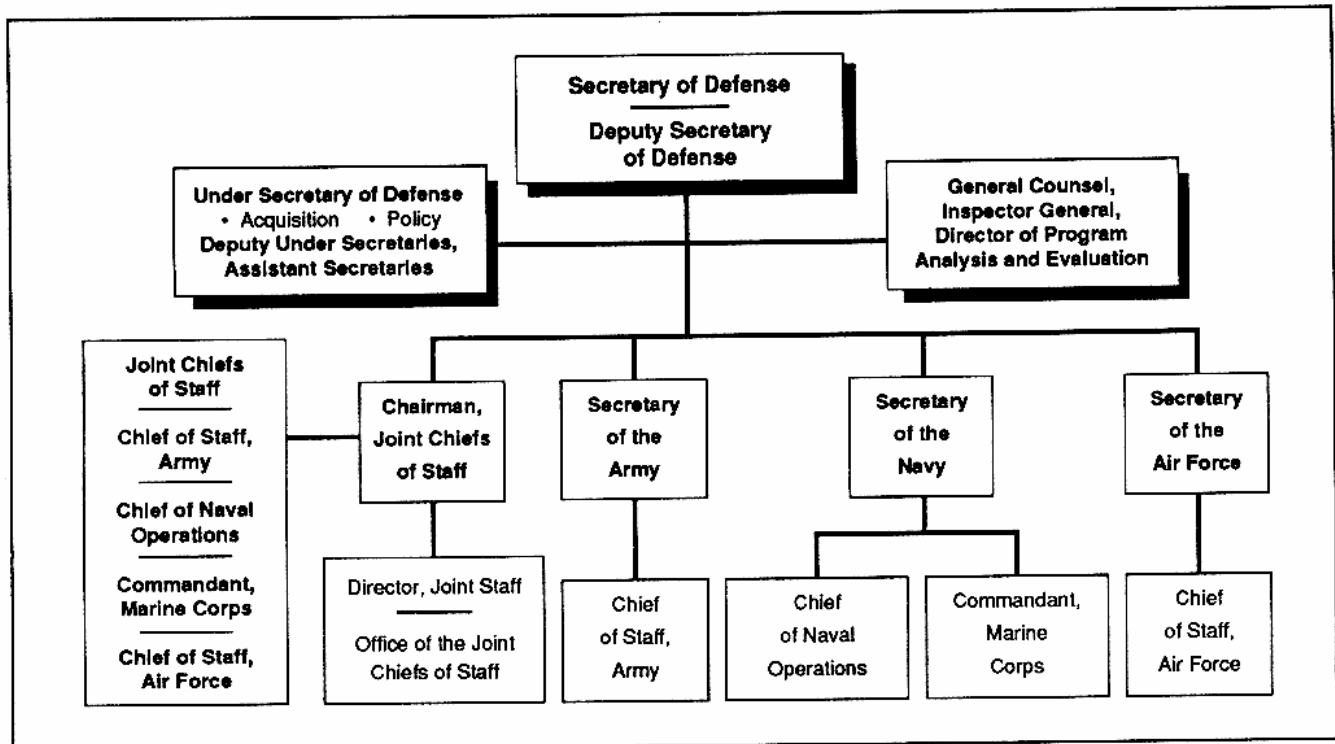 Secretary of Defense
Deputy Secretary
of Defense
Under Secretary of Defense
• Acquisition • Policy
Deputy Under Secretaries,
Assistant Secretaries
General Counsel,
Inspector General,
Director of Program
Analysis and Evaluation
Joint Chiefs
of Staff
Chief of Staff,
Army
Chief of Naval
Operations
Commandant,
Marine Corps
Chief of Staff,
Air Force
Chairman,
Joint Chiefs
of Staff
Secretary
of the
Army
Secretary
of the
Navy
Secretary
of the
Air Force
Director, Joint Staff
Office of the Joint
Chiefs of Staff
Chief
of Staff,
Army
Chief
of Naval
Operations
Commandant,
Marine
Corps
Chief
of Staff,
Air Force